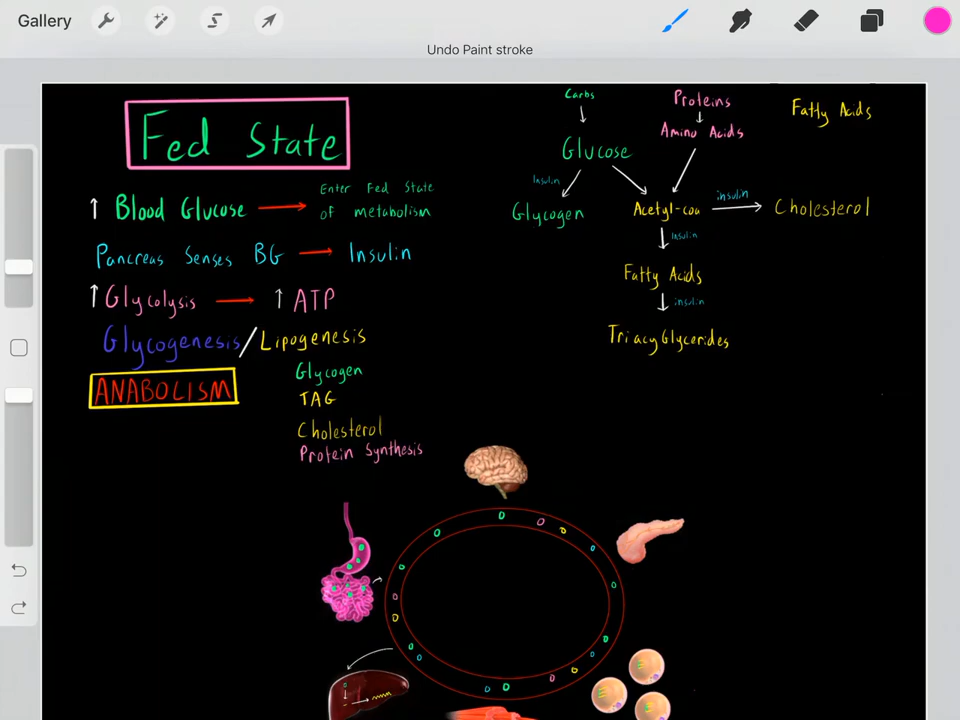 Gallery
Undo Paint stroke
Fed State
↑ Blood Glucose → Enter Fed State
of metabolism
Pancreas Senses BG → Insulin
↑ Glycolysis → ↑ ATP
Glycogenesis / Lipogenesis
Glycogen
ANABOLISM
TAG
Cholesterol
Protein Synthesis
Carbs
Proteins
Fatty Acids
Amino Acids
Glucose
Insulin
insulin
Glycogen
Acetyl-coa
Cholesterol
Insulin
Fatty Acids
insulin
Triacyglycerides